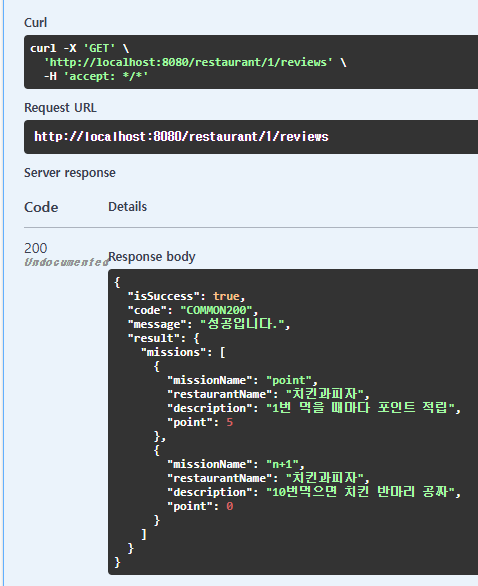 Curl
curl -X 'GET' \
'http://localhost:8080/restaurant/1/reviews' \
-H 'accept: */*'
Request URL
http://localhost:8080/restaurant/1/reviews
Server response
Code Details
200
Undocumented
Response body
{
"isSuccess": true,
"code": "COMMON200",
"message": "성공입니다.",
"result": {
"missions": [
{
"missionName": "point",
"restaurantName": "치킨과피자",
"description": "1번 먹을 때마다 포인트 적립",
"point": 5
},
{
"missionName": "n+1",
"restaurantName": "치킨과피자",
"description": "10번먹으면 치킨 반마리 공짜",
"point": 0
}
]
}
}